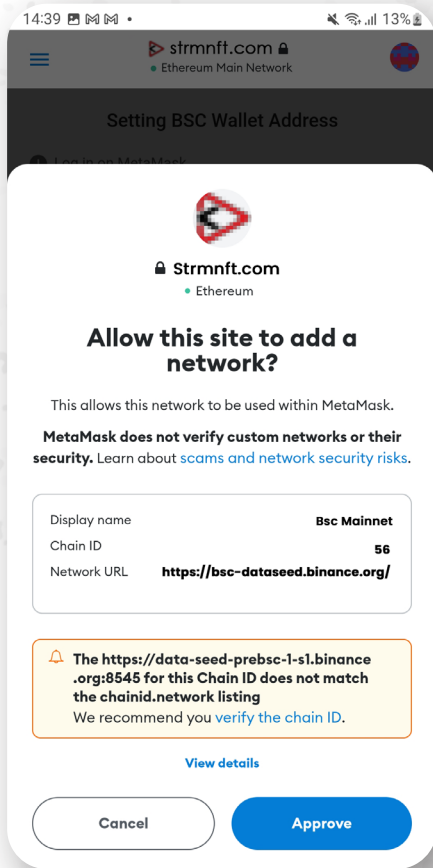 14:39
13%
strmnft.com
Ethereum Main Network
Setting BSC Wallet Address
Log in on MetaMask
Strmnft.com
Ethereum
Allow this site to add a
network?
This allows this network to be used within MetaMask.
MetaMask does not verify custom networks or their
security. Learn about scams and network security risks.
Display name Bsc Mainnet
Chain ID 56
Network URL https://bsc-dataseed.binance.org/
The https://data-seed-prebsc-1-s1.binance
.org:8545 for this Chain ID does not match
the chainid.network listing
We recommend you verify the chain ID.
View details
Cancel Approve